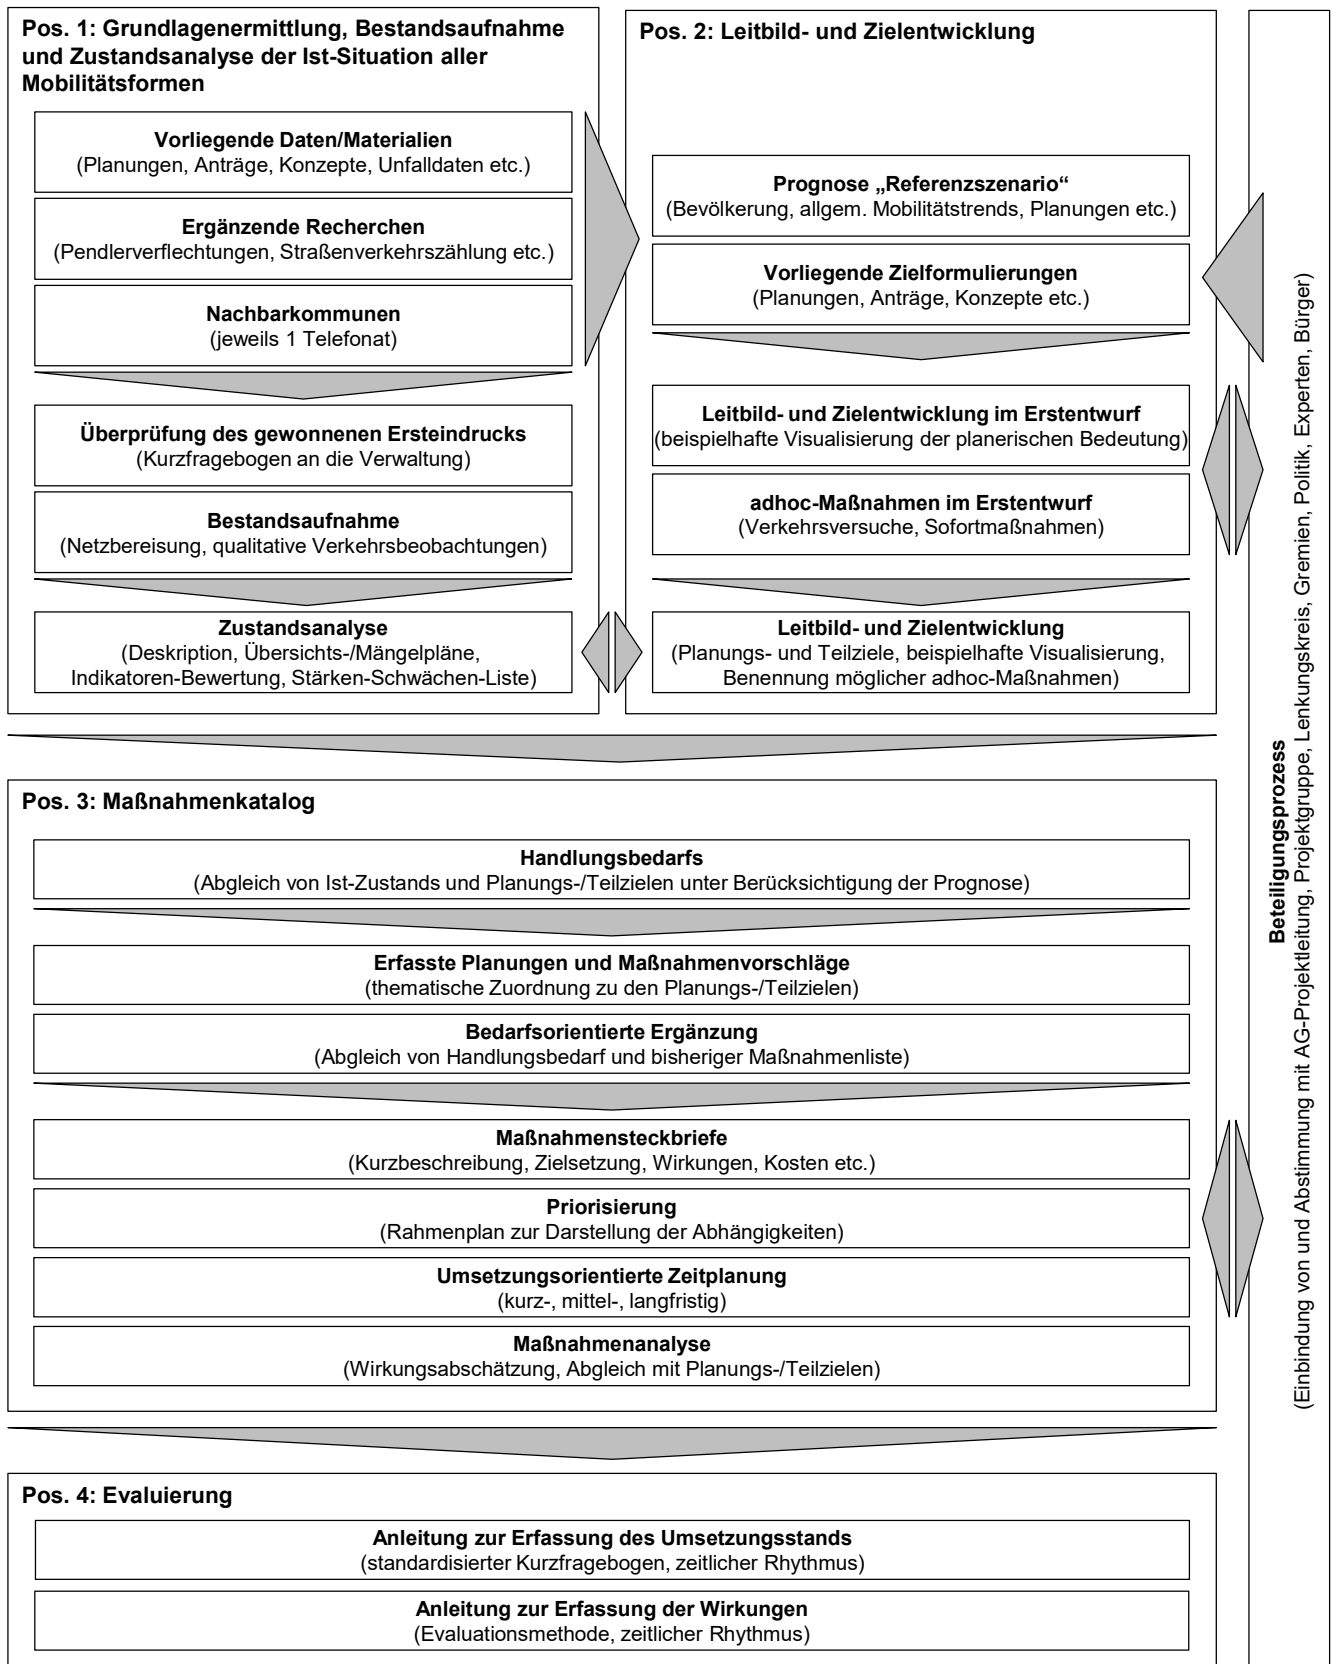 Pos. 1: Grundlagenermittlung, Bestandsaufnahme
und Zustandsanalyse der Ist-Situation aller
Mobilitätsformen
Vorliegende Daten/Materialien
(Planungen, Anträge, Konzepte, Unfalldaten etc.)
Ergänzende Recherchen
(Pendlerverflechtungen, Straßenverkehrszählung etc.)
Nachbarkommunen
(jeweils 1 Telefonat)
Überprüfung des gewonnenen Ersteindrucks
(Kurzfragebogen an die Verwaltung)
Bestandsaufnahme
(Netzbereisung, qualitative Verkehrsbeobachtungen)
Zustandsanalyse
(Deskription, Übersichts-/Mängelpläne,
Indikatoren-Bewertung, Stärken-Schwächen-Liste)
Pos. 2: Leitbild- und Zielentwicklung
Prognose „Referenzszenario“
(Bevölkerung, allgem. Mobilitätstrends, Planungen etc.)
Vorliegende Zielformulierungen
(Planungen, Anträge, Konzepte etc.)
Leitbild- und Zielentwicklung im Erstentwurf
(beispielhafte Visualisierung der planerischen Bedeutung)
adhoc-Maßnahmen im Erstentwurf
(Verkehrsversuche, Sofortmaßnahmen)
Leitbild- und Zielentwicklung
(Planungs- und Teilziele, beispielhafte Visualisierung,
Benennung möglicher adhoc-Maßnahmen)
Pos. 3: Maßnahmenkatalog
Handlungsbedarfs
(Abgleich von Ist-Zustands und Planungs-/Teilzielen unter Berücksichtigung der Prognose)
Erfasste Planungen und Maßnahmenvorschläge
(thematische Zuordnung zu den Planungs-/Teilzielen)
Bedarfsorientierte Ergänzung
(Abgleich von Handlungsbedarf und bisheriger Maßnahmenliste)
Maßnahmensteckbriefe
(Kurzbeschreibung, Zielsetzung, Wirkungen, Kosten etc.)
Priorisierung
(Rahmenplan zur Darstellung der Abhängigkeiten)
Umsetzungsorientierte Zeitplanung
(kurz-, mittel-, langfristig)
Maßnahmenanalyse
(Wirkungsabschätzung, Abgleich mit Planungs-/Teilzielen)
Pos. 4: Evaluierung
Anleitung zur Erfassung des Umsetzungsstands
(standardisierter Kurzfragebogen, zeitlicher Rhythmus)
Anleitung zur Erfassung der Wirkungen
(Evaluationsmethode, zeitlicher Rhythmus)
Beteiligungsprozess
(Einbindung von und Abstimmung mit AG-Projektleitung, Projektgruppe, Lenkungskreis, Gremien, Politik, Experten, Bürger)